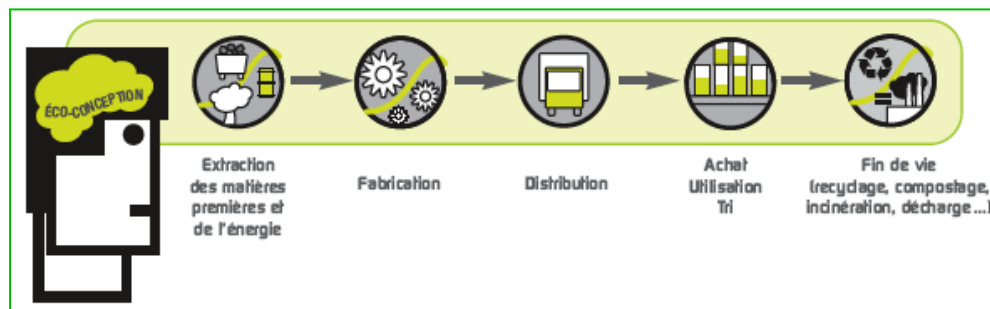 ÉCO-CONCEPTION
Extraction
des matières
premières et
de l'énergie
Fabrication
Distribution
Achat
Utilisation
Tri
Fin de vie
(recyclage, compostage,
incinération, décharge...)